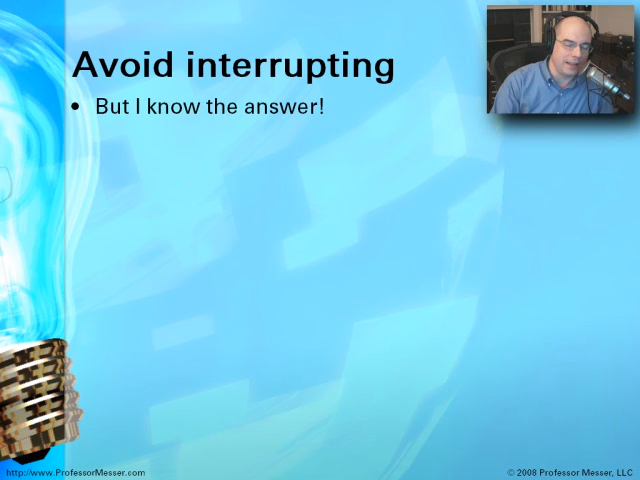 Avoid interrupting
• But I know the answer!
http://www.ProfessorMesser.com
© 2008 Professor Messer, LLC